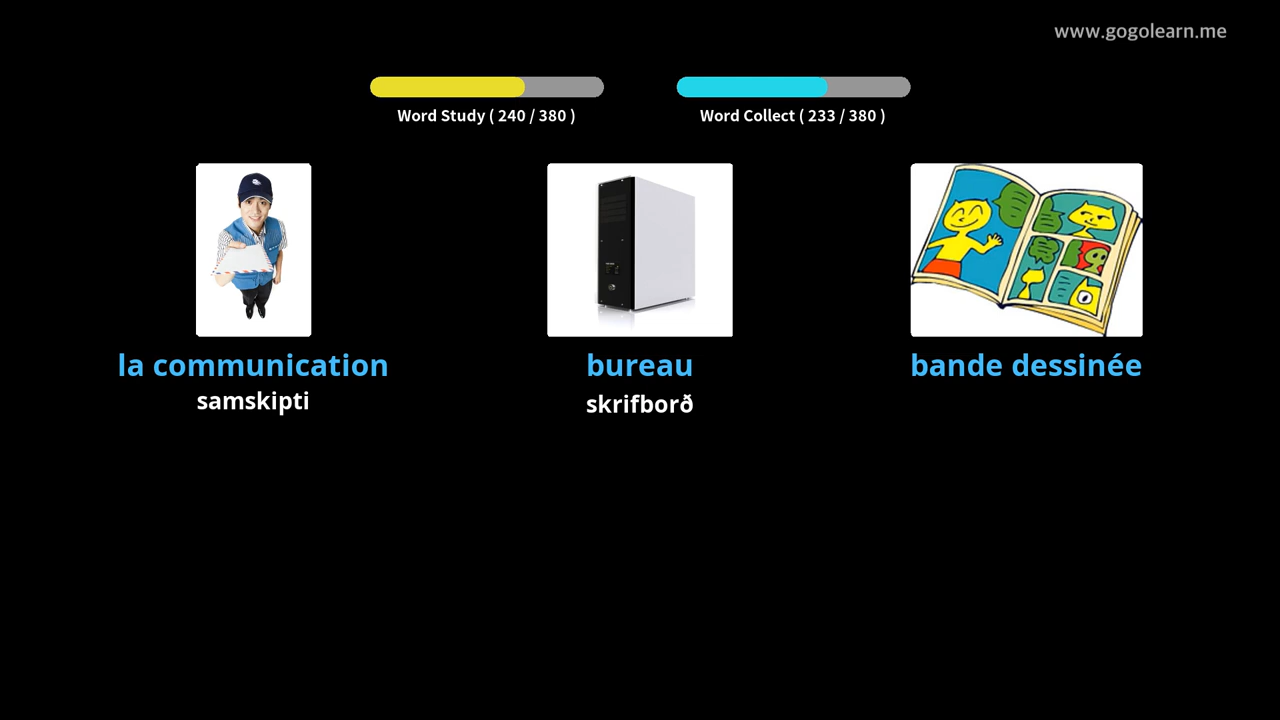 www.gogolearn.me
Word Study ( 240 / 380 )
Word Collect ( 233 / 380 )
la communication
samskipti
bureau
skrifborð
bande dessinée